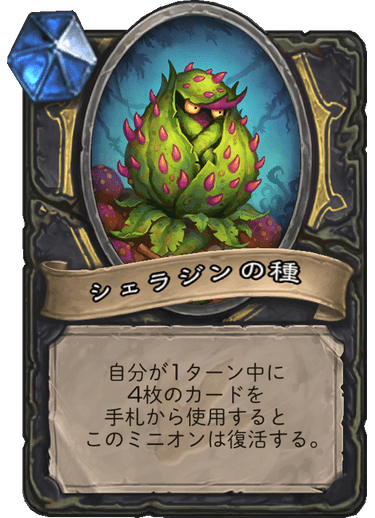 シェラジンの種
自分が1ターン中に
4枚のカードを
手札から使用すると
このミニオンは復活する。